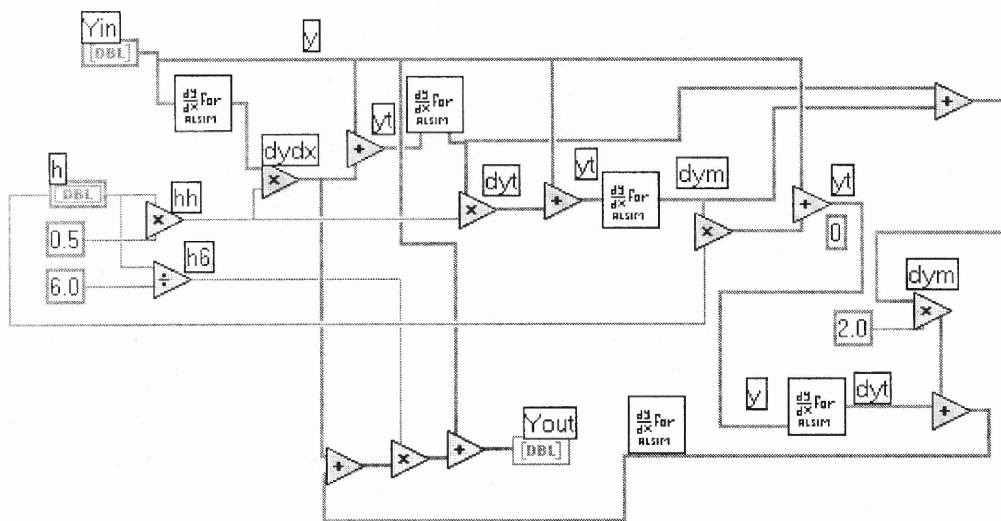 Yin
[DBL]
y
dy
dx for
ALSIM
dydx
yt
dy
dx for
ALSIM
+
+
h
DBL
hh
×
0.5
×
dyt
×
yt
+
dy
dx for
ALSIM
dym
×
yt
+
0
h6
÷
6.0
dym
×
2.0
y
dy
dx for
ALSIM
dyt
+
dy
dx for
ALSIM
Yout
[DBL]
+
×
+